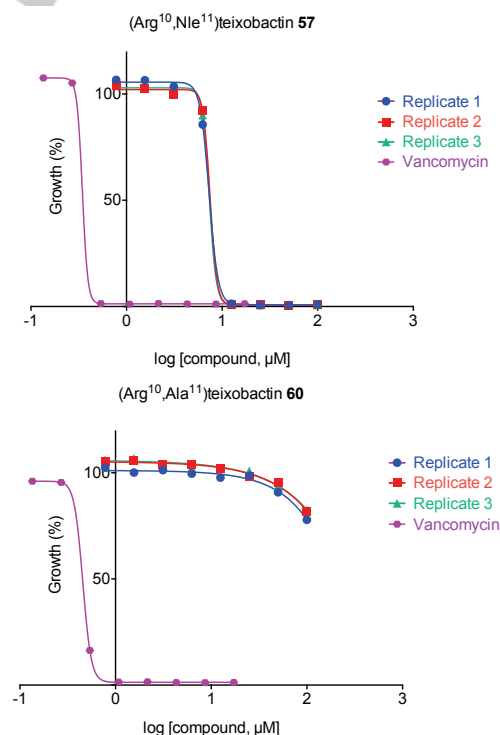 (Arg¹⁰,Nle¹¹)teixobactin 57
100
50
Growth (%)
-1 0 1 2 3
log [compound, µM]
Replicate 1
Replicate 2
Replicate 3
Vancomycin
(Arg¹⁰,Ala¹¹)teixobactin 60
100
50
Growth (%)
-1 0 1 2 3
log [compound, µM]
Replicate 1
Replicate 2
Replicate 3
Vancomycin